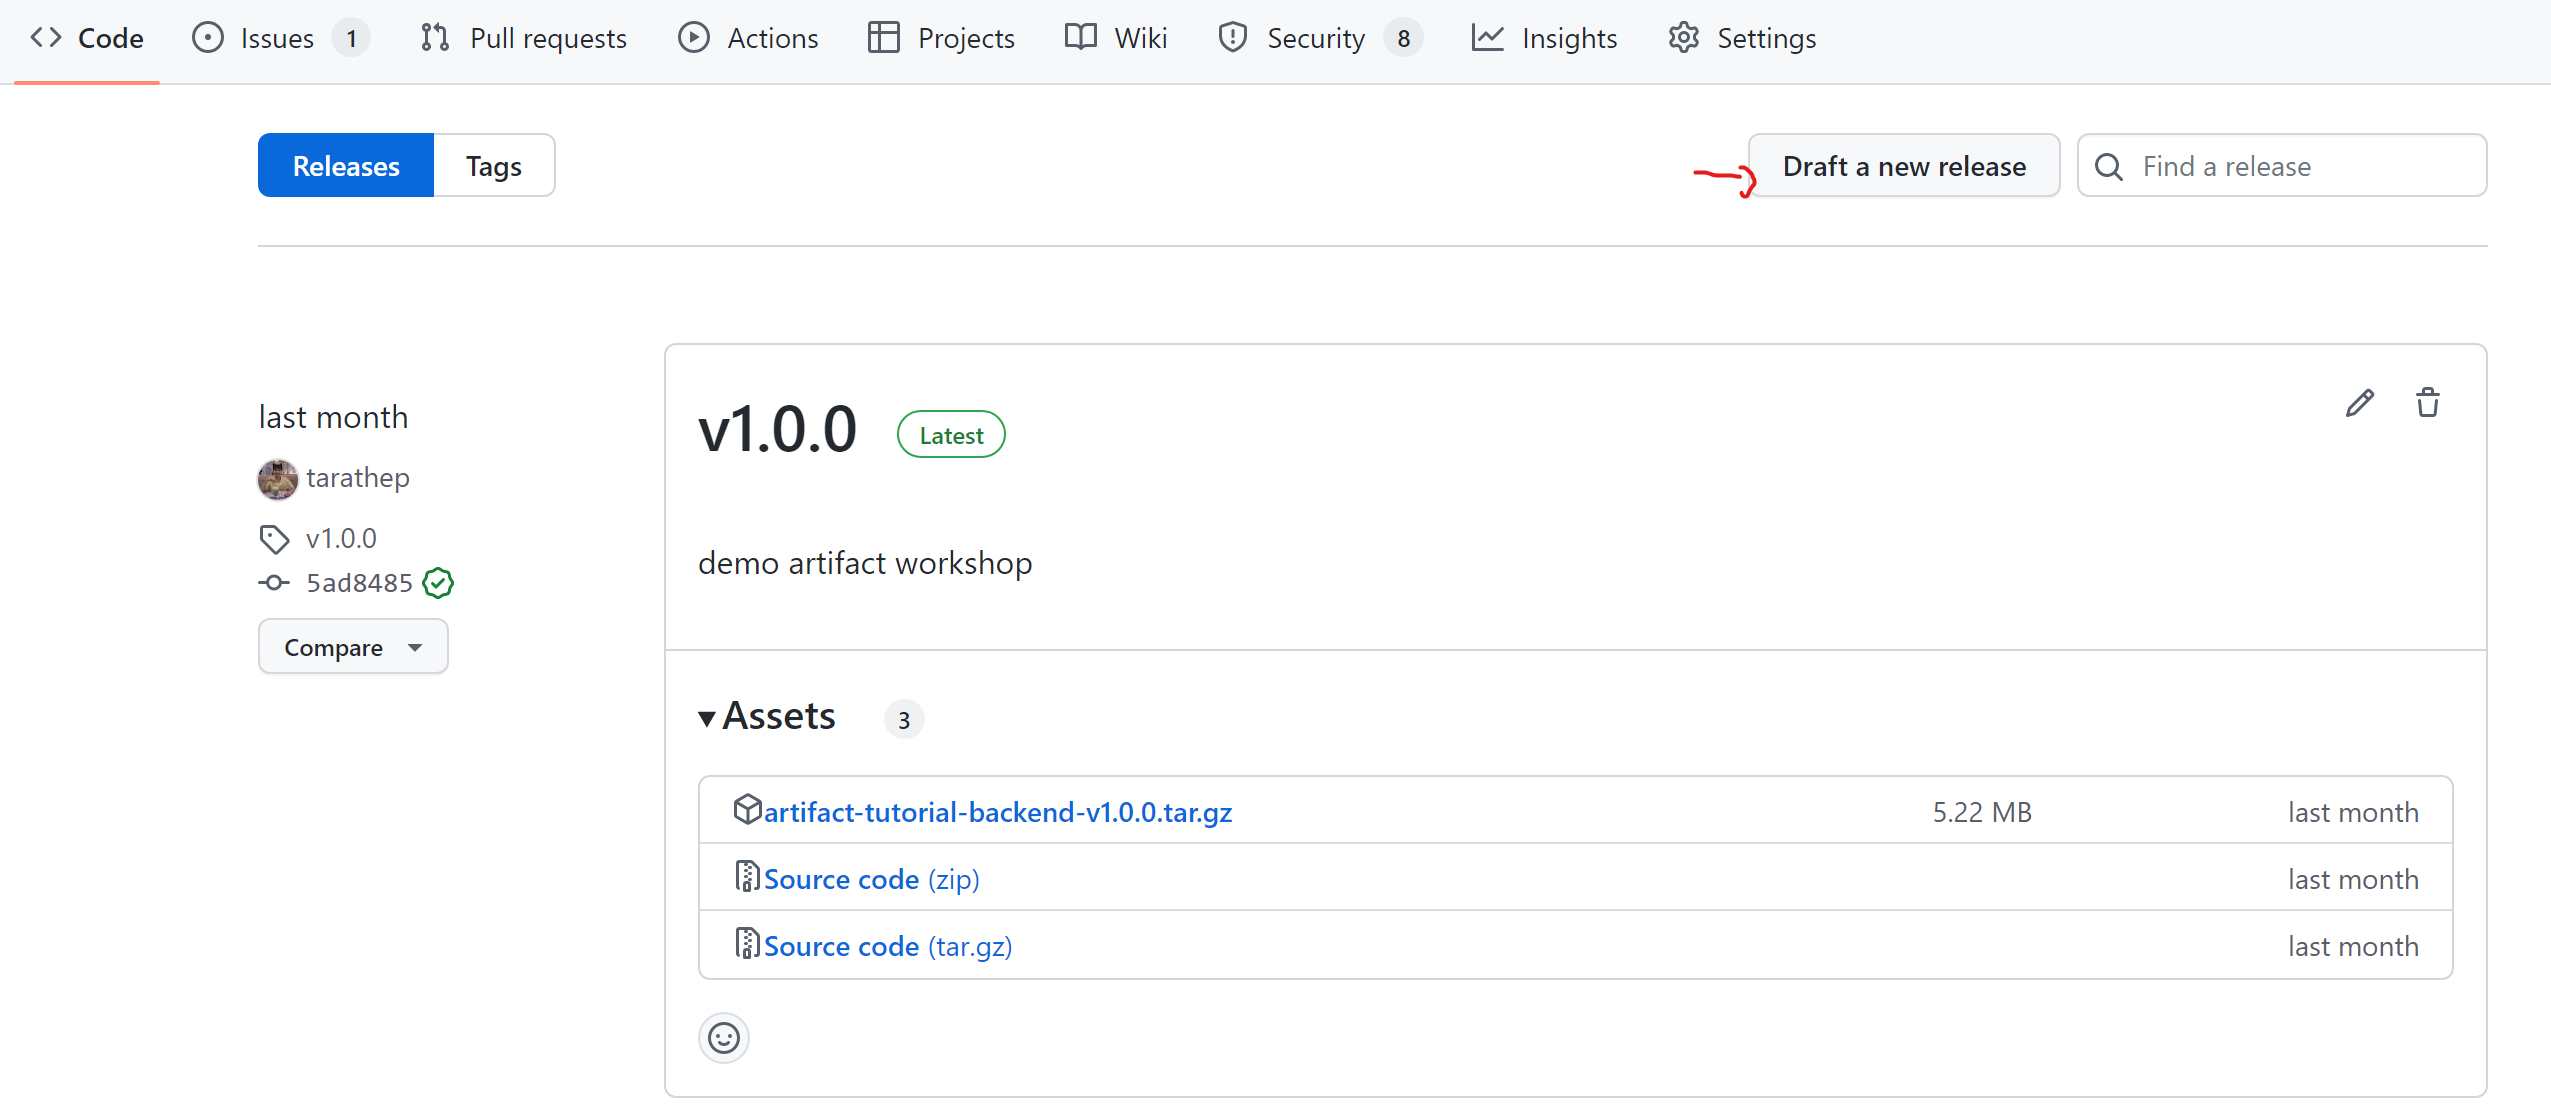 Code Issues 1 Pull requests Actions Projects Wiki Security 8 Insights Settings
Releases Tags Draft a new release Find a release
last month
tarathep
v1.0.0
5ad8485
Compare
v1.0.0 Latest
demo artifact workshop
Assets 3
artifact-tutorial-backend-v1.0.0.tar.gz 5.22 MB last month
Source code (zip) last month
Source code (tar.gz) last month